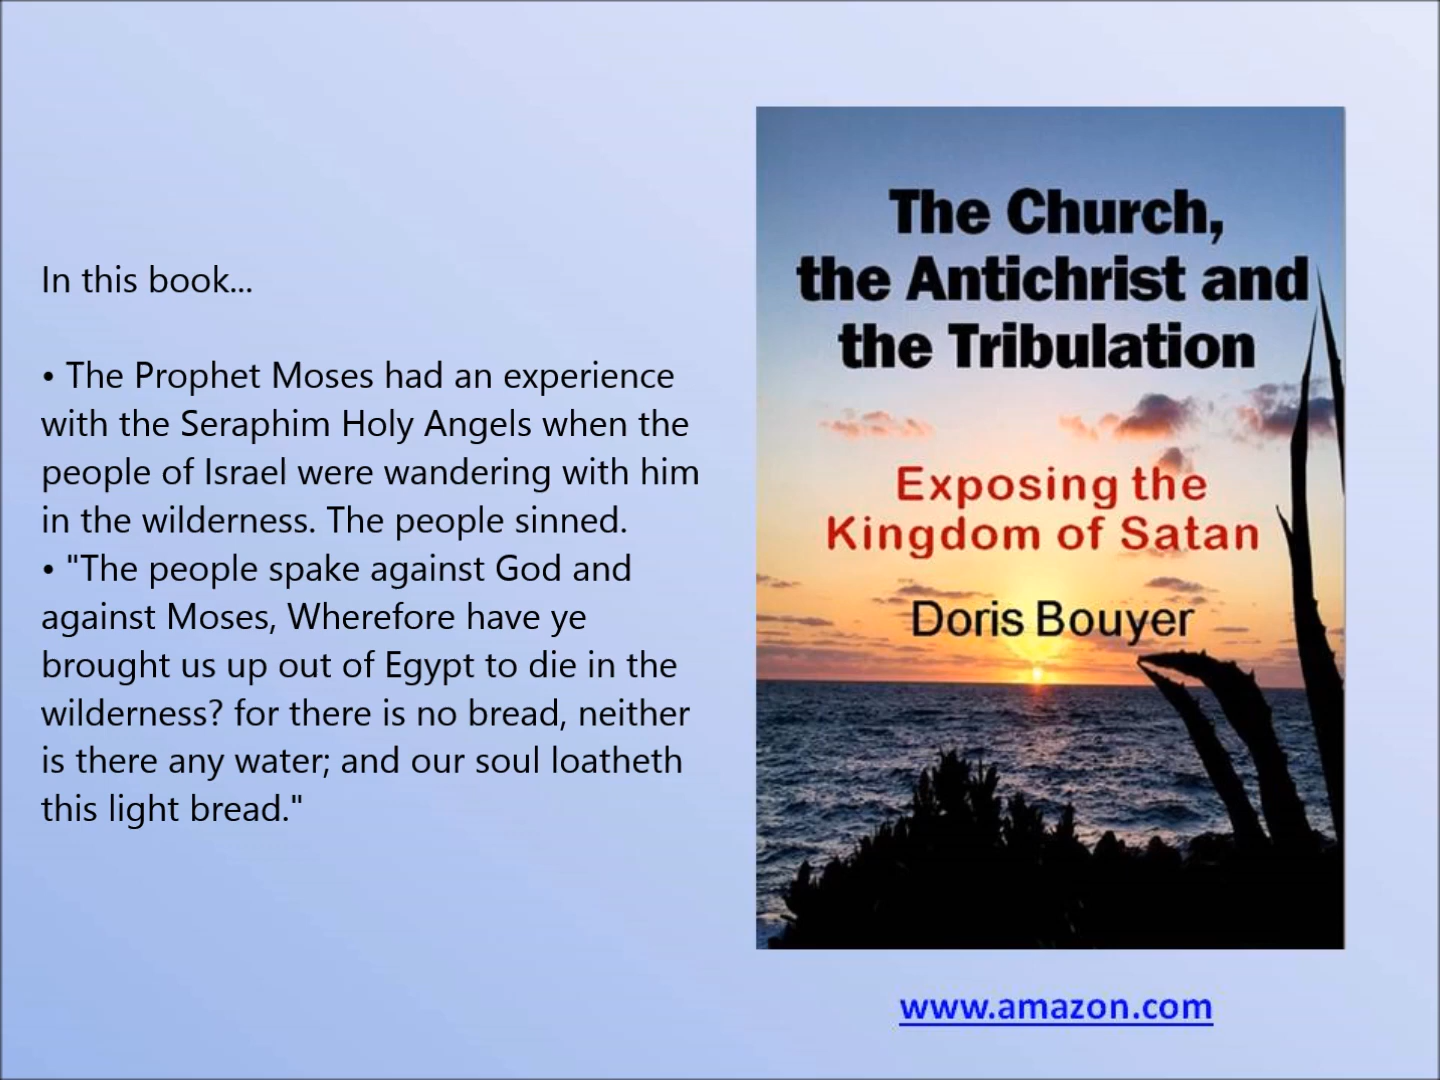 In this book...
• The Prophet Moses had an experience
with the Seraphim Holy Angels when the
people of Israel were wandering with him
in the wilderness. The people sinned.
• "The people spake against God and
against Moses, Wherefore have ye
brought us up out of Egypt to die in the
wilderness? for there is no bread, neither
is there any water; and our soul loatheth
this light bread."
The Church,
the Antichrist and
the Tribulation
Exposing the
Kingdom of Satan
Doris Bouyer
www.amazon.com